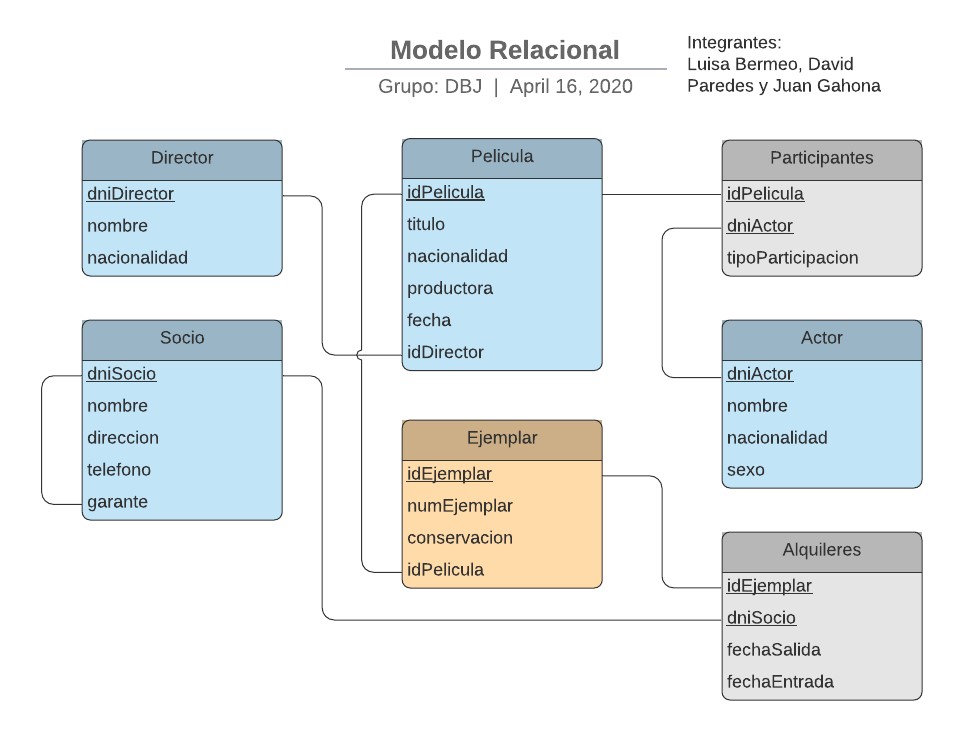 Modelo Relacional
Grupo: DBJ | April 16, 2020
Integrantes:
Luisa Bermeo, David
Paredes y Juan Gahona
Director
dniDirector
nombre
nacionalidad
Pelicula
idPelicula
titulo
nacionalidad
productora
fecha
idDirector
Participantes
idPelicula
dniActor
tipoParticipacion
Socio
dniSocio
nombre
direccion
telefono
garante
Actor
dniActor
nombre
nacionalidad
sexo
Ejemplar
idEjemplar
numEjemplar
conservacion
idPelicula
Alquileres
idEjemplar
dniSocio
fechaSalida
fechaEntrada